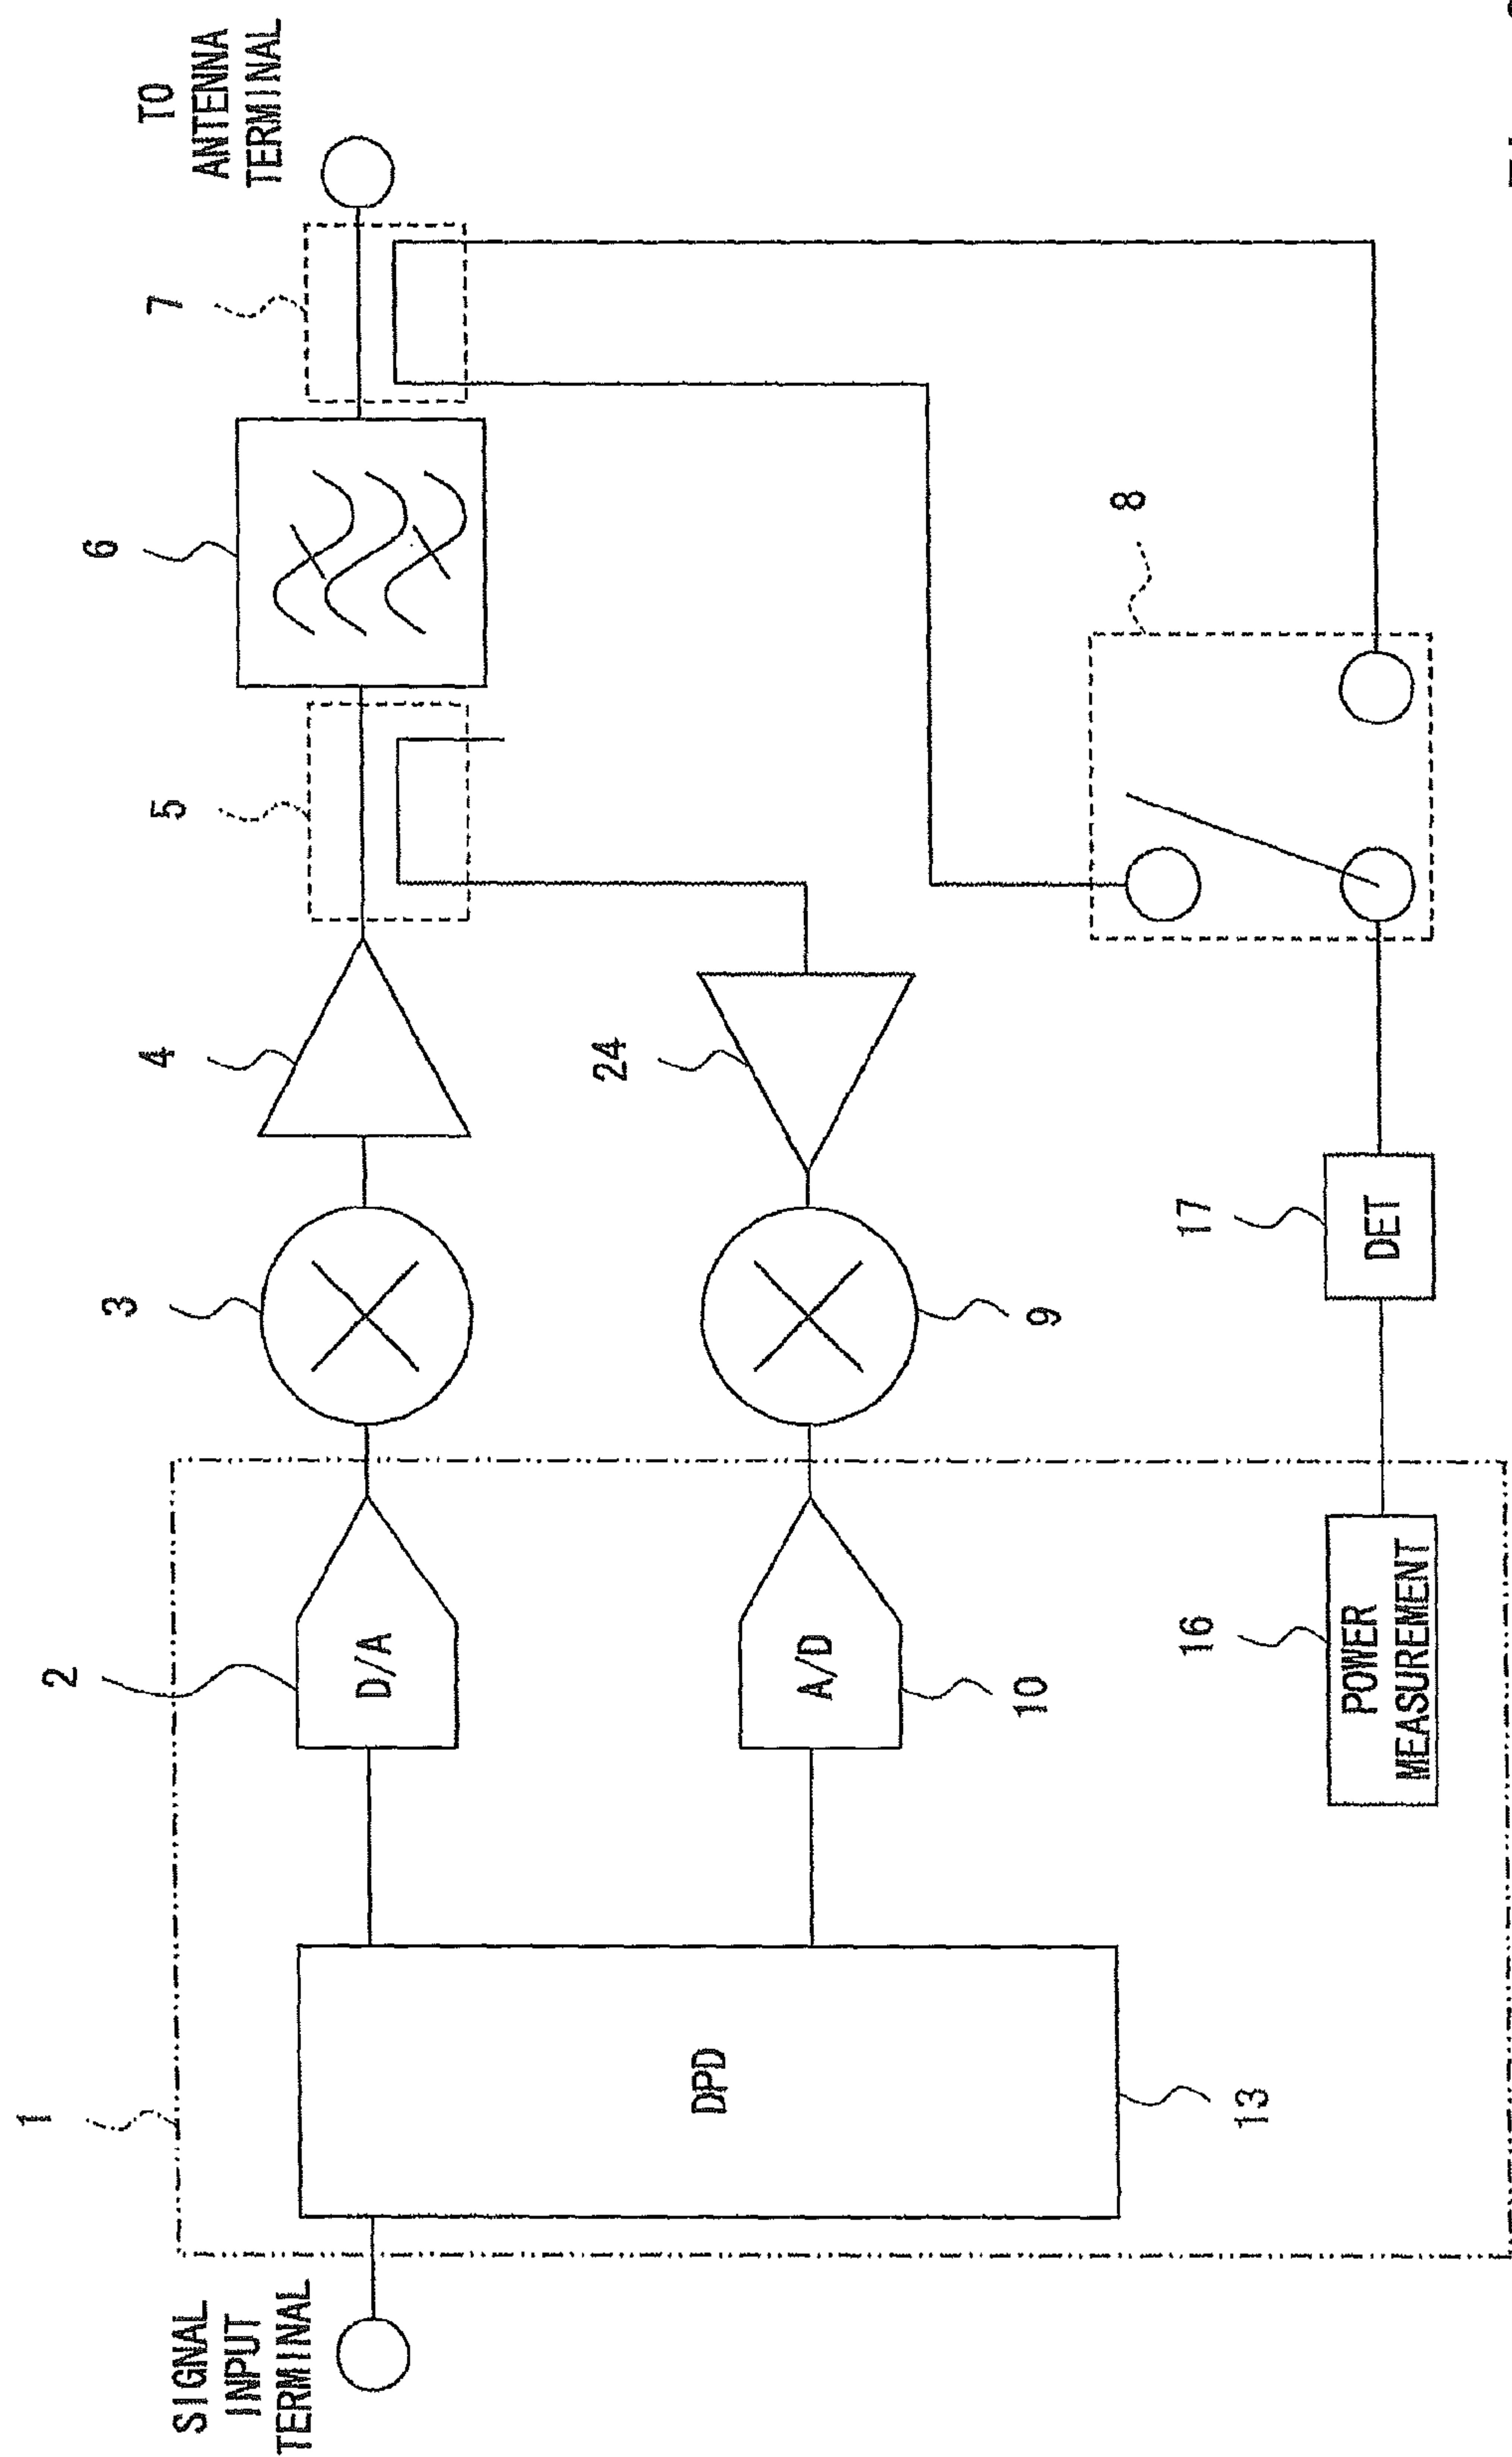 SIGNAL
INPUT
TERMINAL
1
DPD
13
2
D/A
A/D
10
16
POWER
MEASUREMENT
3
9
17
DET
4
24
5
8
6
7
TO
ANTENNA
TERMINAL